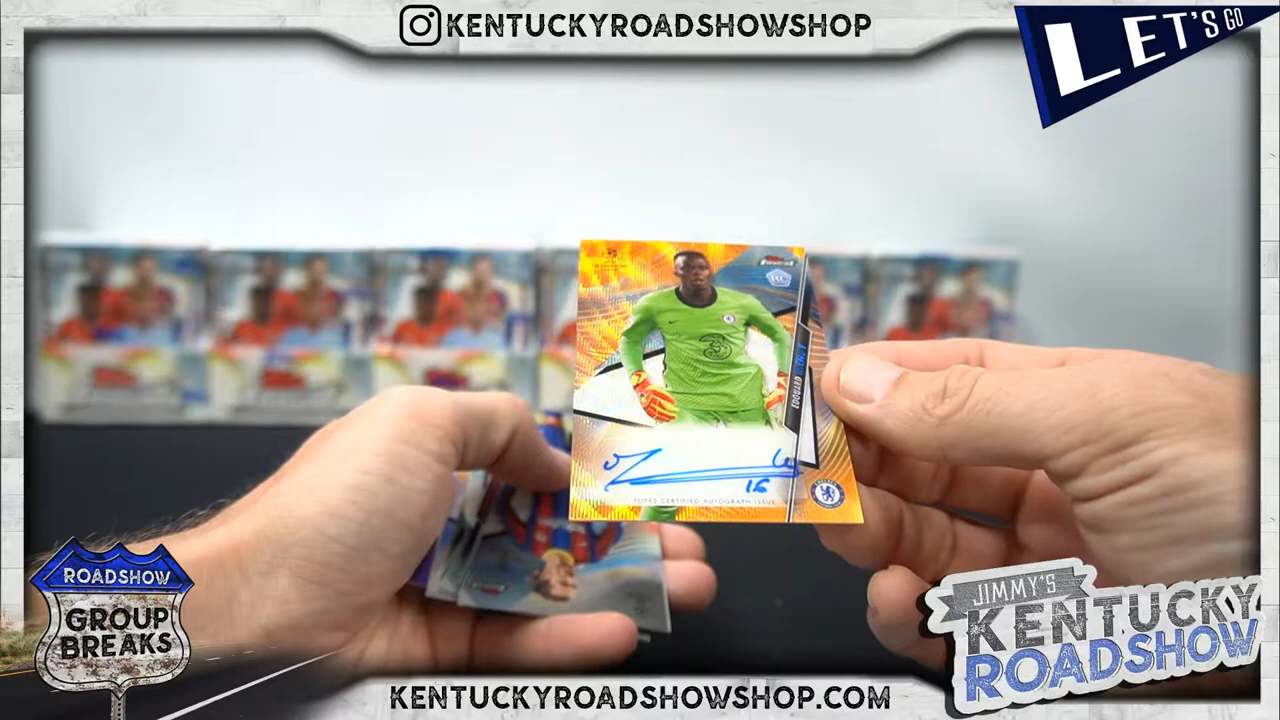 KENTUCKYROADSHOWSHOP
LET'S GO
FINEST
RC
EDOUARD MENDY
16
TOPPS CERTIFIED AUTOGRAPH ISSUE
ROADSHOW
GROUP
BREAKS
JIMMY'S
KENTUCKY
ROADSHOW
KENTUCKYROADSHOWSHOP.COM